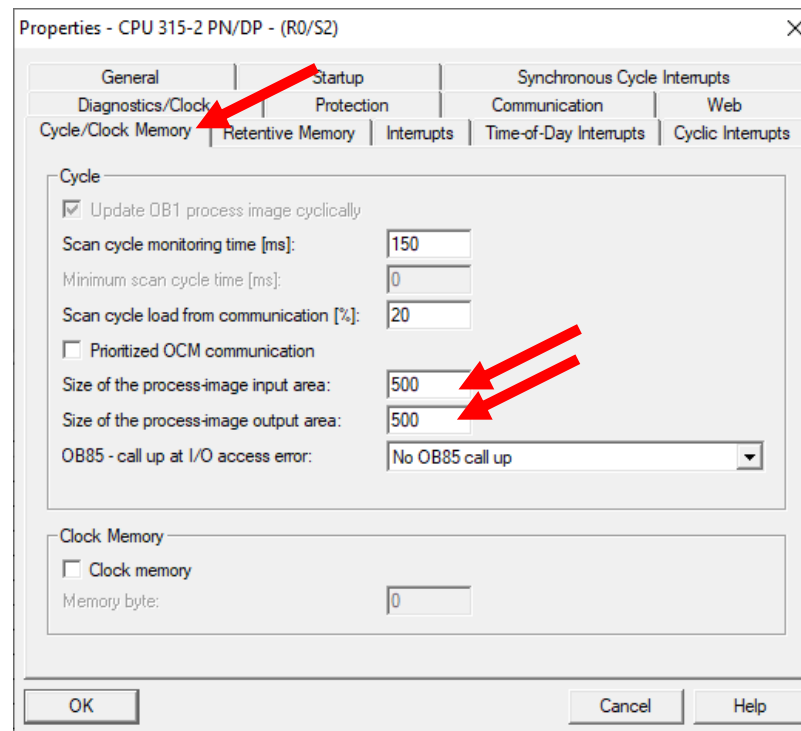 Properties - CPU 315-2 PN/DP - (R0/S2)
General Startup Synchronous Cycle Interrupts
Diagnostics/Clock Protection Communication Web
Cycle/Clock Memory Retentive Memory Interrupts Time-of-Day Interrupts Cyclic Interrupts
Cycle
Update OB1 process image cyclically
Scan cycle monitoring time [ms]: 150
Minimum scan cycle time [ms]: 0
Scan cycle load from communication [%]: 20
Prioritized OCM communication
Size of the process-image input area: 500
Size of the process-image output area: 500
OB85 - call up at I/O access error: No OB85 call up
Clock Memory
Clock memory
Memory byte: 0
OK Cancel Help